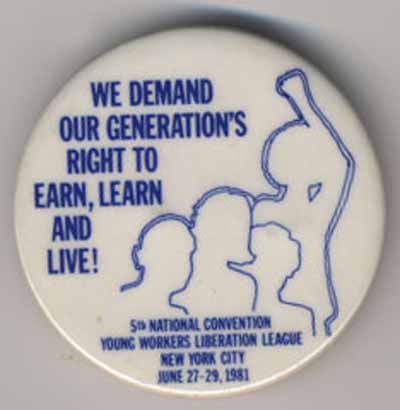 WE DEMAND
OUR GENERATION'S
RIGHT TO
EARN, LEARN
AND
LIVE!
5TH NATIONAL CONVENTION
YOUNG WORKERS LIBERATION LEAGUE
NEW YORK CITY
JUNE 27-29, 1981